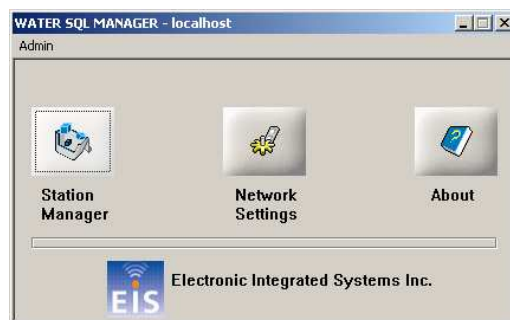 WATER SQL MANAGER - localhost
Admin
Station Manager
Network Settings
About
EIS
Electronic Integrated Systems Inc.